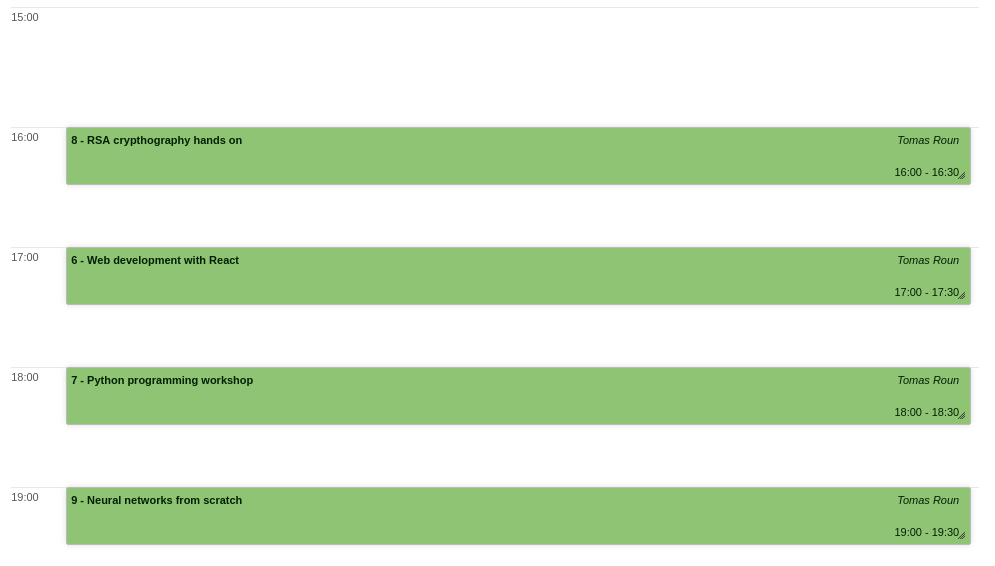 15:00
16:00
8 - RSA crypthography hands on
Tomas Roun
16:00 - 16:30
17:00
6 - Web development with React
Tomas Roun
17:00 - 17:30
18:00
7 - Python programming workshop
Tomas Roun
18:00 - 18:30
19:00
9 - Neural networks from scratch
Tomas Roun
19:00 - 19:30